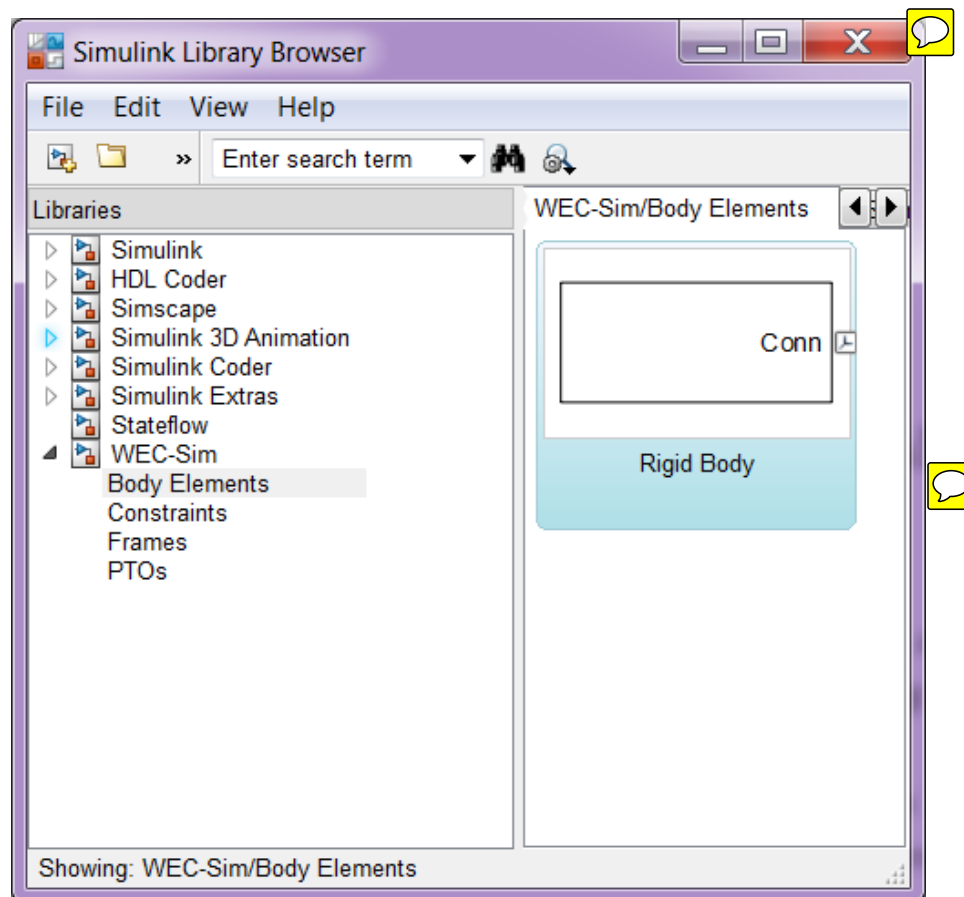 Simulink Library Browser
File Edit View Help
» Enter search term
Libraries
WEC-Sim/Body Elements
Simulink
HDL Coder
Simscape
Simulink 3D Animation
Simulink Coder
Simulink Extras
Stateflow
WEC-Sim
Body Elements
Constraints
Frames
PTOs
Conn
Rigid Body
Showing: WEC-Sim/Body Elements